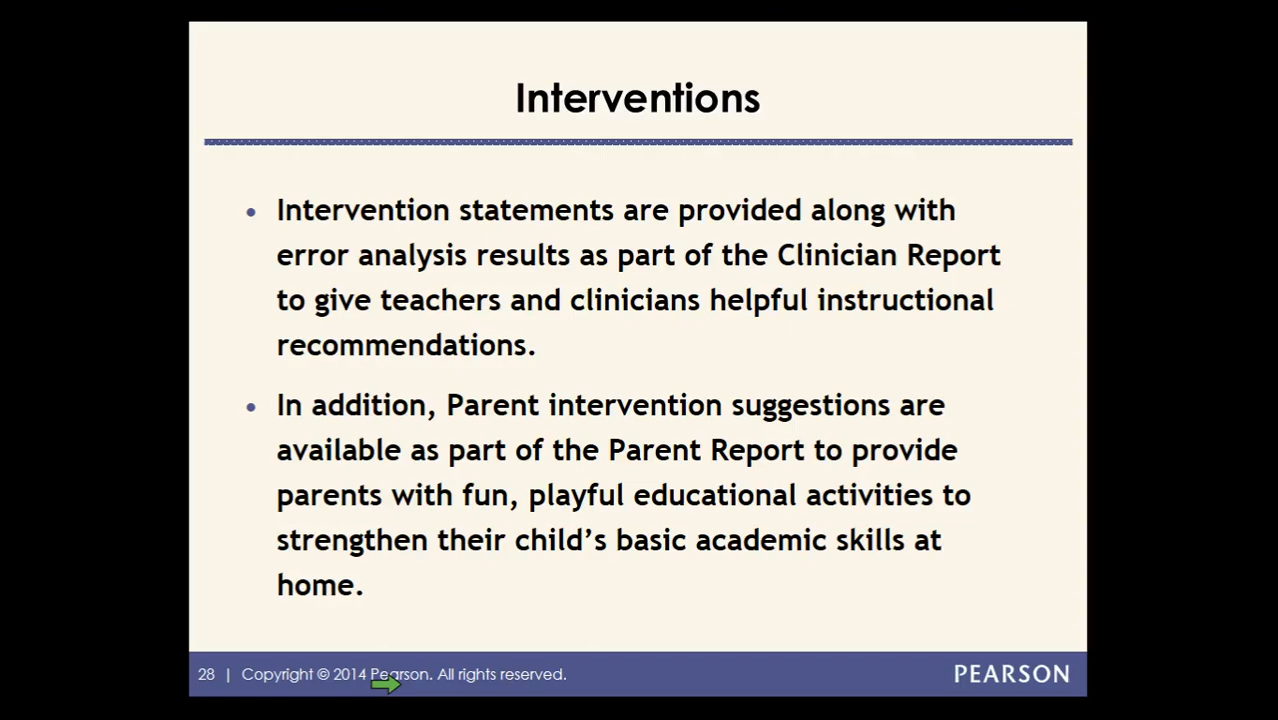 Interventions
• Intervention statements are provided along with
error analysis results as part of the Clinician Report
to give teachers and clinicians helpful instructional
recommendations.
• In addition, Parent intervention suggestions are
available as part of the Parent Report to provide
parents with fun, playful educational activities to
strengthen their child’s basic academic skills at
home.
28 | Copyright © 2014 Pearson. All rights reserved.
PEARSON